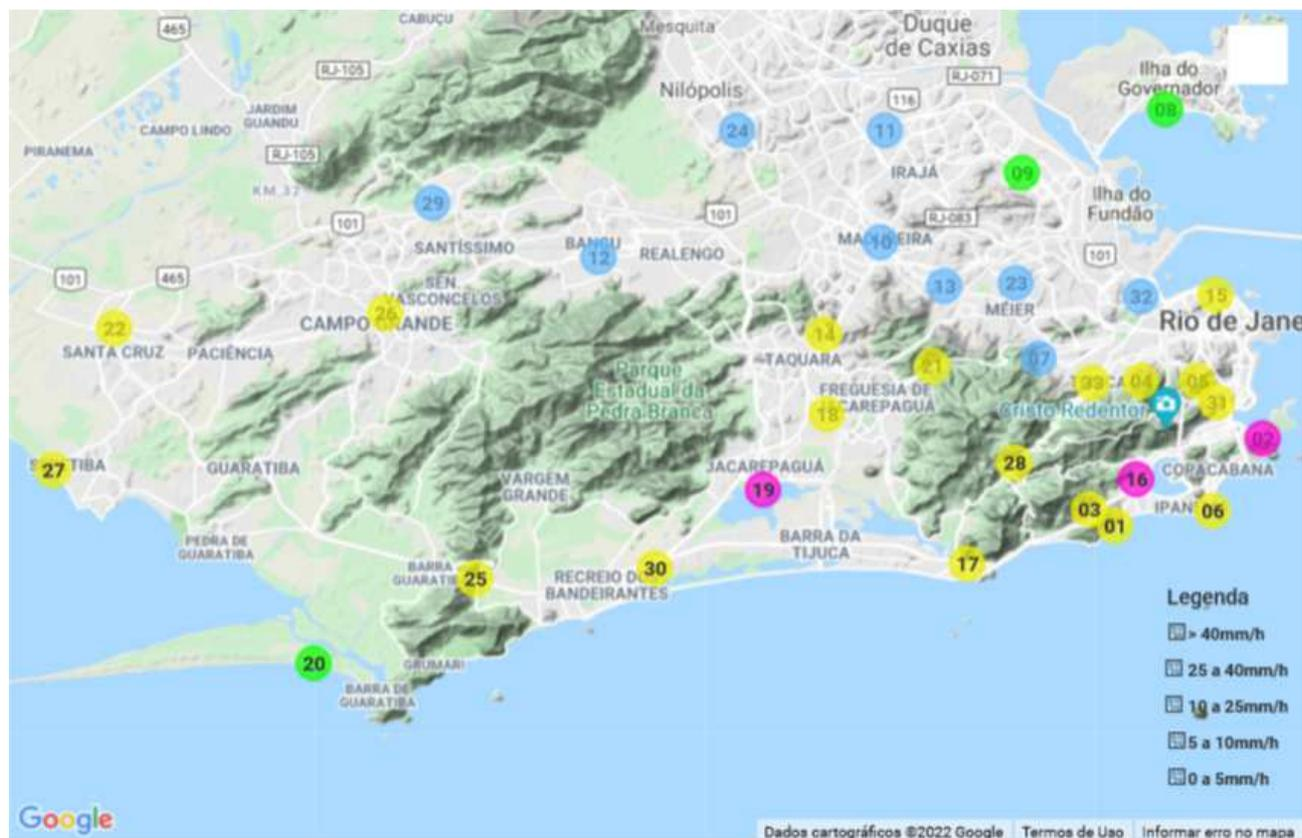 465
CABUÇU
Mesquita
Duque
de Caxias
RJ-105
RJ-071
Ilha do
Governador
Nilópolis
116
08
JARDIM
GUANDU
CAMPO LINDO
24
11
PIRANEMA
RJ-105
IRAJÁ
09
KM 32
29
Ilha do
Fundão
101
SANTÍSSIMO
BANGU
REALENGO
101
RJ-083
10
12
101
101
465
SEN.
VASCONCELOS
13
23
MÉIER
32
15
22
26
CAMPO GRANDE
Rio de Jane
SANTA CRUZ
PACIÊNCIA
14
TAQUARA
21
07
Parque
Estadual da
Pedra Branca
33
04
05
FREGUESIA DE
JACAREPAGUÁ
18
Cristo Redentor
31
02
27
GUARATIBA
VARGEM
GRANDE
JACAREPAGUÁ
28
COPACABANA
19
16
03
01
06
PEDRA DE
GUARATIBA
BARRA DA
TIJUCA
BARRA
25
RECREIO DOS
BANDEIRANTES
30
17
Legenda
> 40mm/h
20
GRUMARI
25 a 40mm/h
BARRA DE
GUARATIBA
10 a 25mm/h
5 a 10mm/h
0 a 5mm/h
Google
Dados cartográficos ©2022 Google
Termos de Uso
Informar erro no mapa